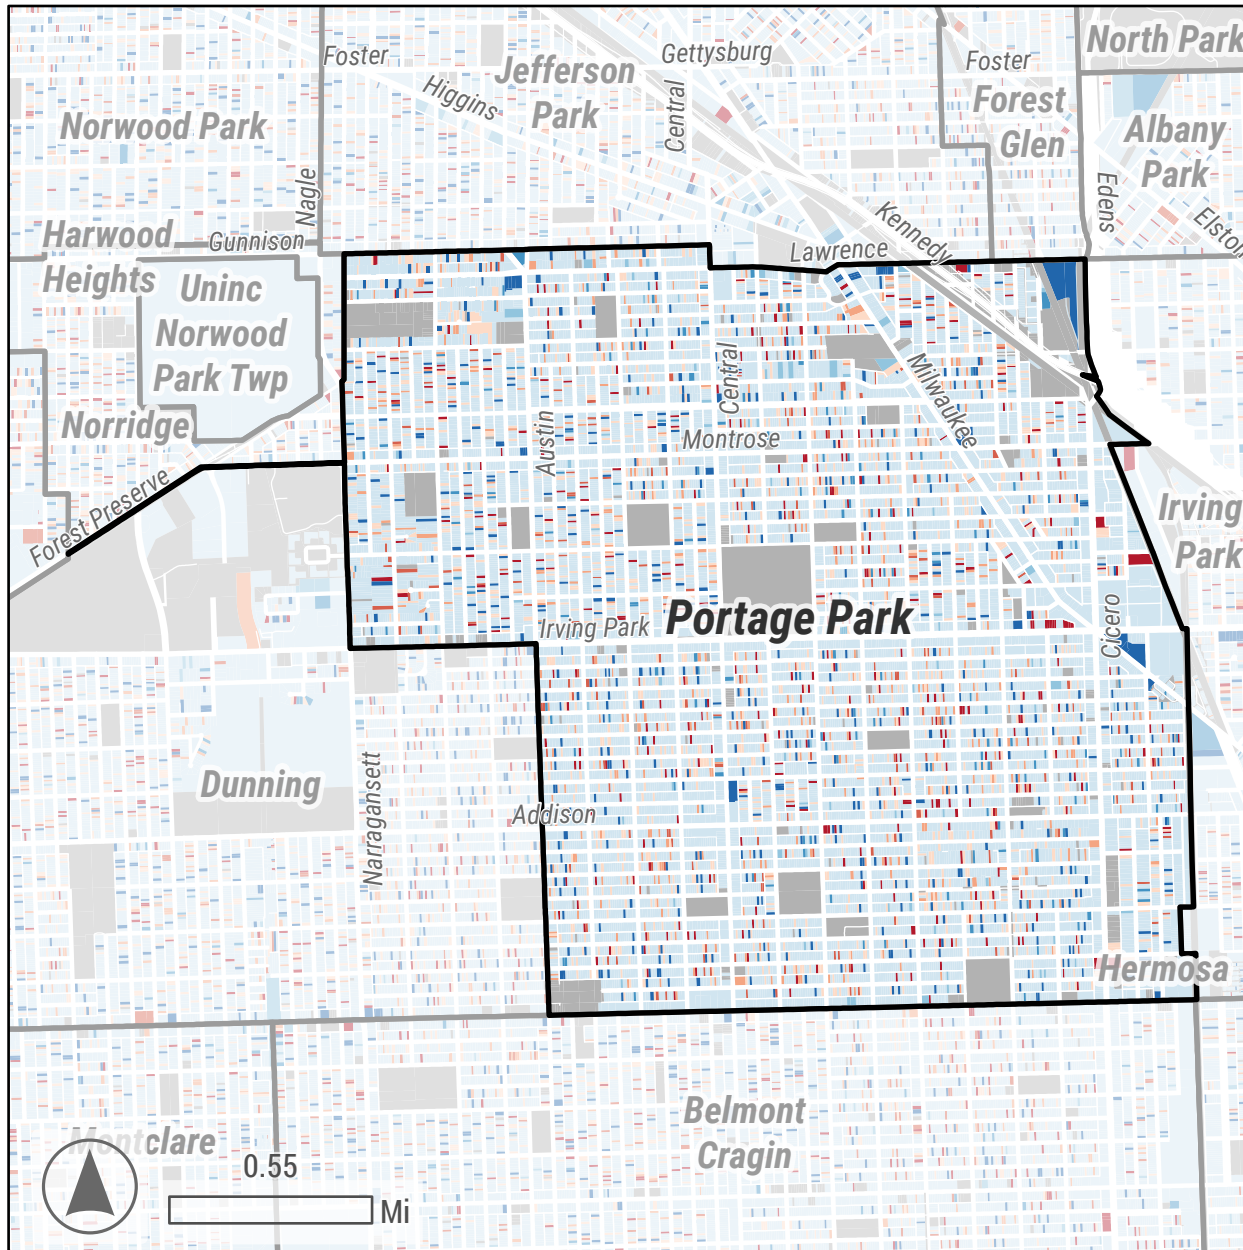 North Park
Foster
Gettysburg
Foster
Jefferson
Park
Higgins
Central
Forest
Glen
Norwood Park
Albany
Park
Nagle
Edens
Elston
Harwood
Heights
Gunnison
Kennedy
Lawrence
Uninc
Norwood
Park Twp
Central
Milwaukee
Norridge
Austin
Montrose
Forest Preserve
Irving
Park
Portage Park
Irving Park
Cicero
Dunning
Narragansett
Addison
Hermosa
Belmont
Cragin
Montclare
0.55
Mi